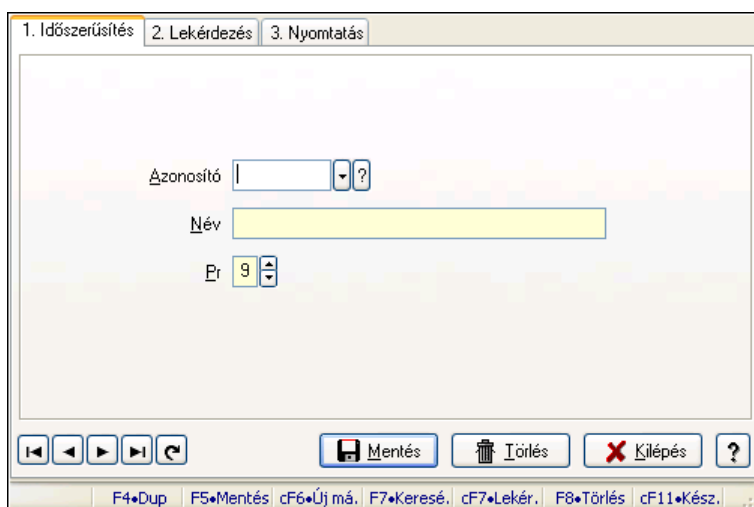 1. Időszerűsítés 2. Lekérdezés 3. Nyomtatás
Azonosító ?
Név
Pr 9
Mentés Törlés Kilépés ?
F4•Dup F5•Mentés cF6•Új má. F7•Keresé. cF7•Lekér. F8•Törlés cF11•Kész.